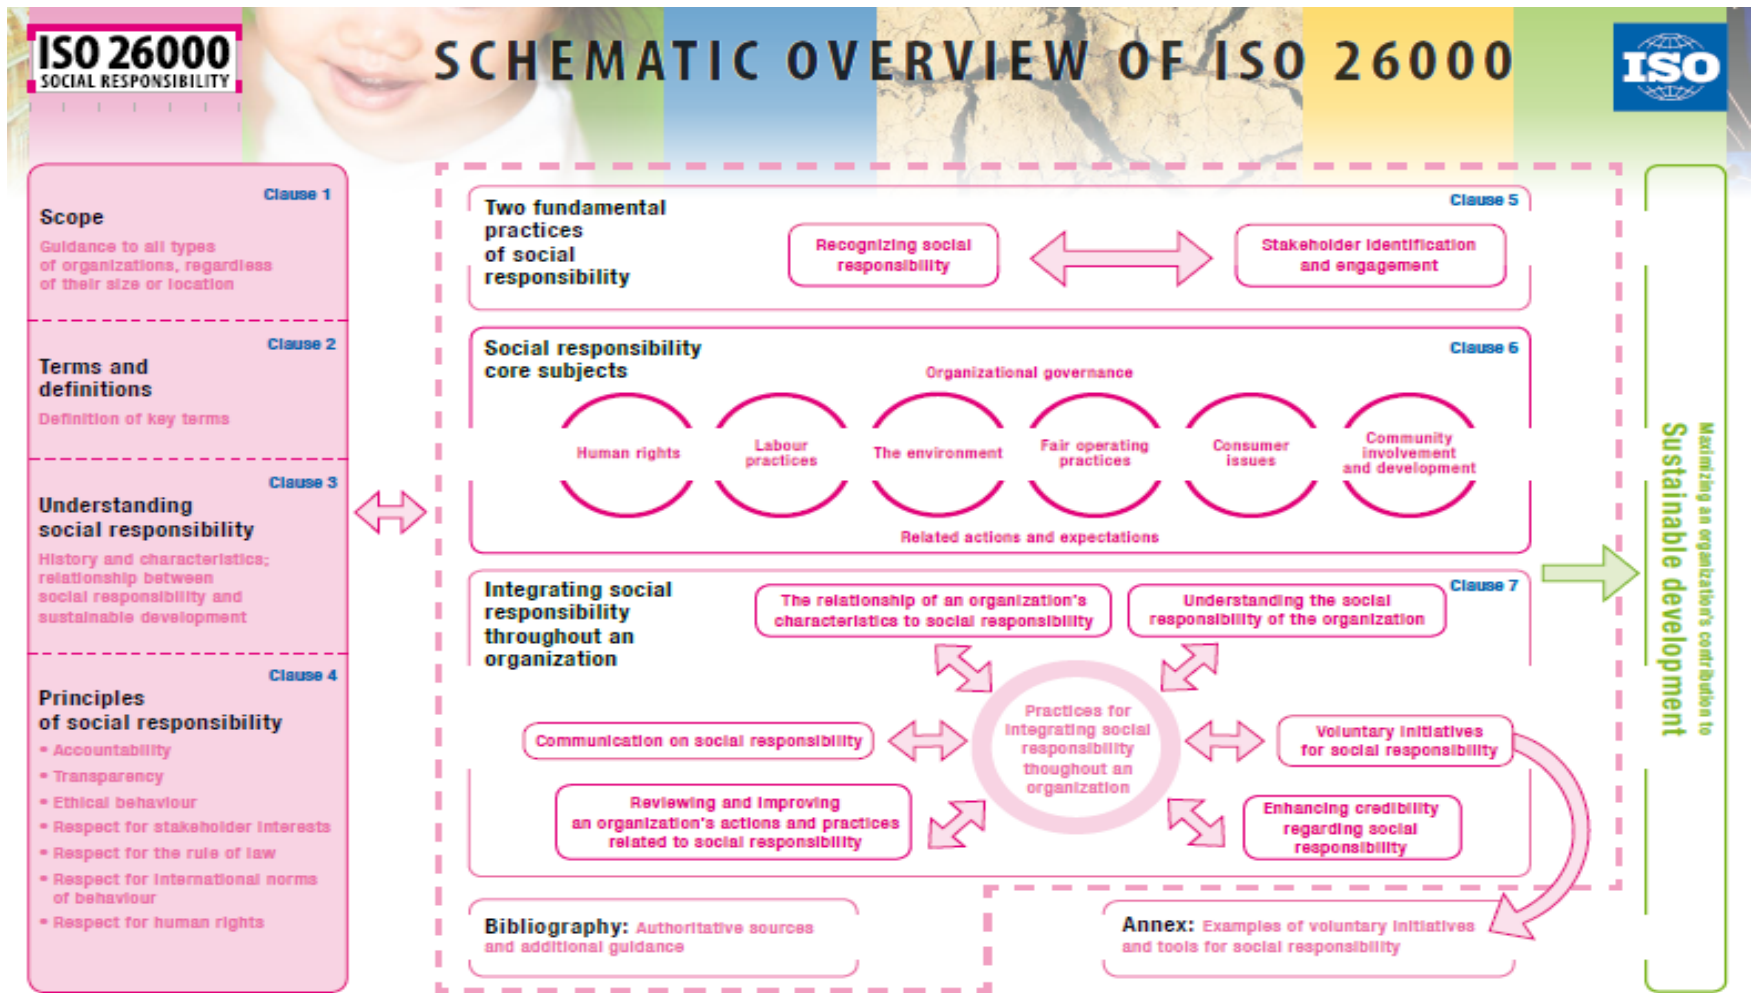 ISO 26000
SOCIAL RESPONSIBILITY
SCHEMATIC OVERVIEW OF ISO 26000
ISO
Clause 1
Scope
Guidance to all types
of organizations, regardless
of their size or location
Clause 2
Terms and
definitions
Definition of key terms
Clause 3
Understanding
social responsibility
History and characteristics;
relationship between
social responsibility and
sustainable development
Clause 4
Principles
of social responsibility
• Accountability
• Transparency
• Ethical behaviour
• Respect for stakeholder interests
• Respect for the rule of law
• Respect for international norms
of behaviour
• Respect for human rights
Clause 5
Two fundamental
practices
of social
responsibility
Recognizing social
responsibility
Stakeholder identification
and engagement
Clause 6
Social responsibility
core subjects
Organizational governance
Human rights
Labour
practices
The environment
Fair operating
practices
Consumer
issues
Community
involvement
and development
Related actions and expectations
Clause 7
Integrating social
responsibility
throughout an
organization
The relationship of an organization's
characteristics to social responsibility
Understanding the social
responsibility of the organization
Practices for
integrating social
responsibility
thoughout an
organization
Communication on social responsibility
Voluntary initiatives
for social responsibility
Reviewing and improving
an organization's actions and practices
related to social responsibility
Enhancing credibility
regarding social
responsibility
Bibliography: Authoritative sources
and additional guidance
Annex: Examples of voluntary initiatives
and tools for social responsibility
Maximizing an organization's contribution to
Sustainable development